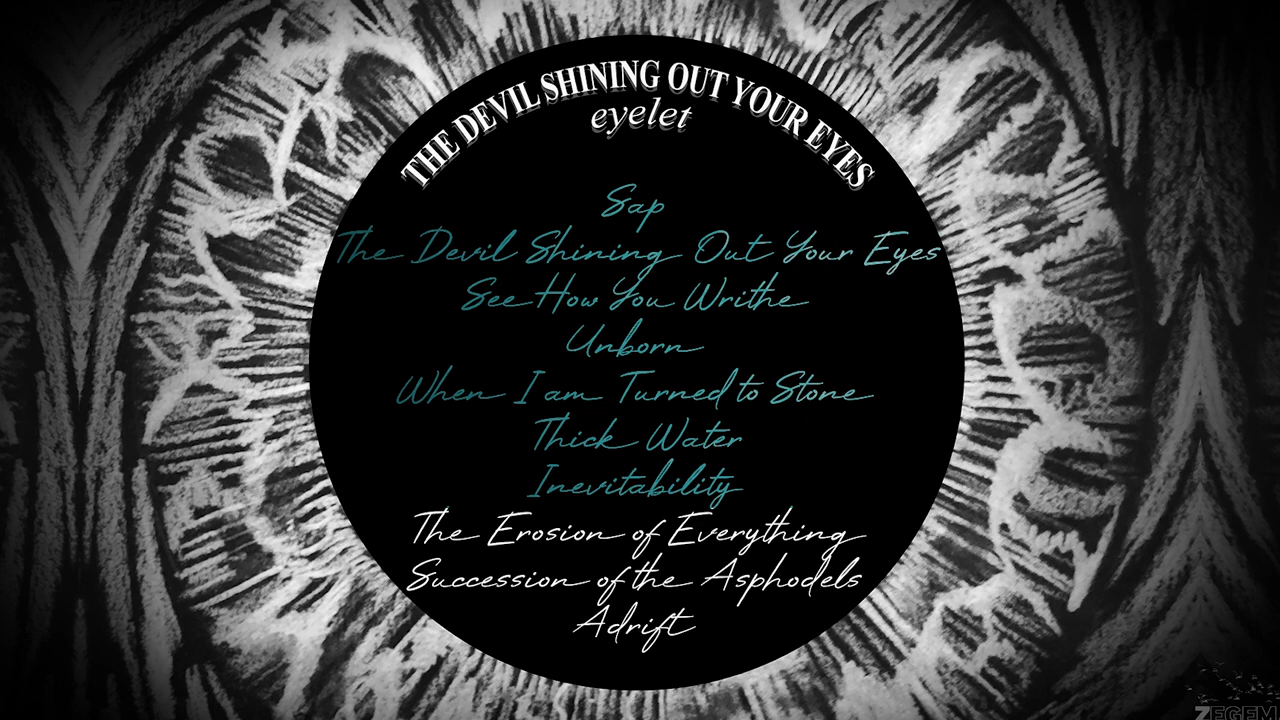 THE DEVIL SHINING OUT YOUR EYES
eyelet
Sap
The Devil Shining Out Your Eyes
See How You Writhe
Unborn
When I am Turned to Stone
Thick Water
Inevitability
The Erosion of Everything
Succession of the Asphodels
Adrift
ZEGEM